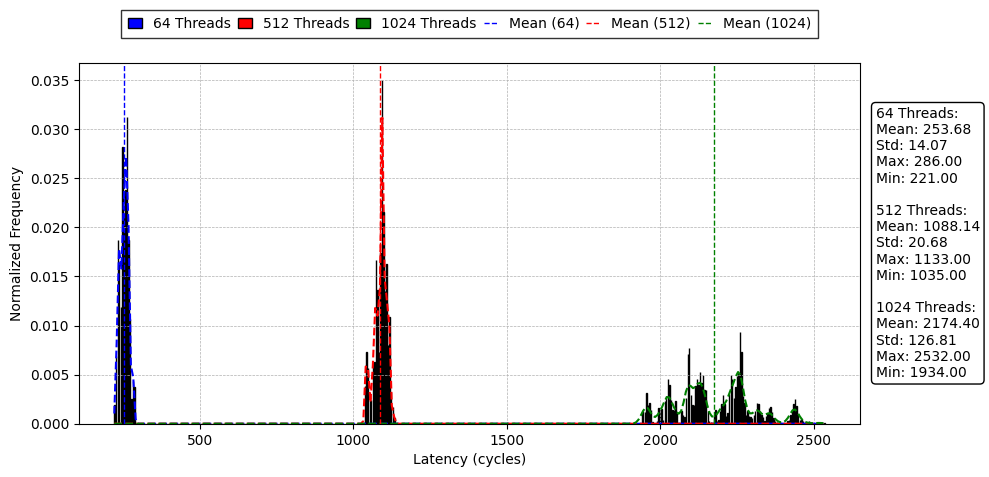 64 Threads 512 Threads 1024 Threads Mean (64) Mean (512) Mean (1024)
0.035
0.030
0.025
0.020
0.015
0.010
0.005
0.000
Normalized Frequency
500 1000 1500 2000 2500
Latency (cycles)
64 Threads:
Mean: 253.68
Std: 14.07
Max: 286.00
Min: 221.00
512 Threads:
Mean: 1088.14
Std: 20.68
Max: 1133.00
Min: 1035.00
1024 Threads:
Mean: 2174.40
Std: 126.81
Max: 2532.00
Min: 1934.00